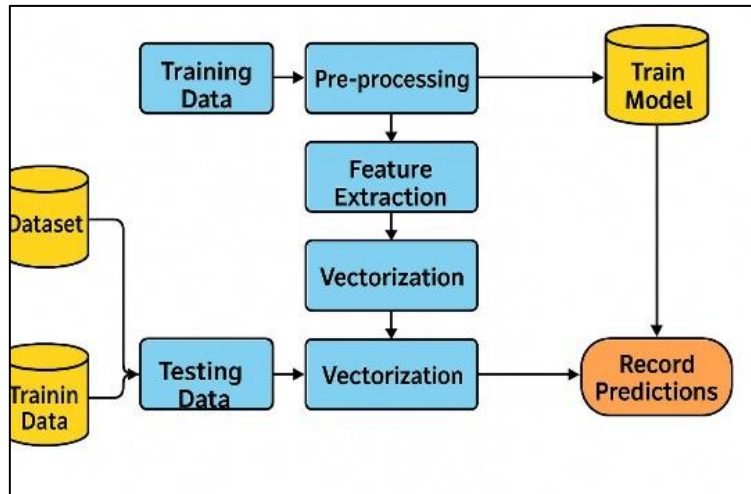 Training
Data
Pre-processing
Train
Model
Feature
Extraction
Dataset
Vectorization
Trainin
Data
Testing
Data
Vectorization
Record
Predictions